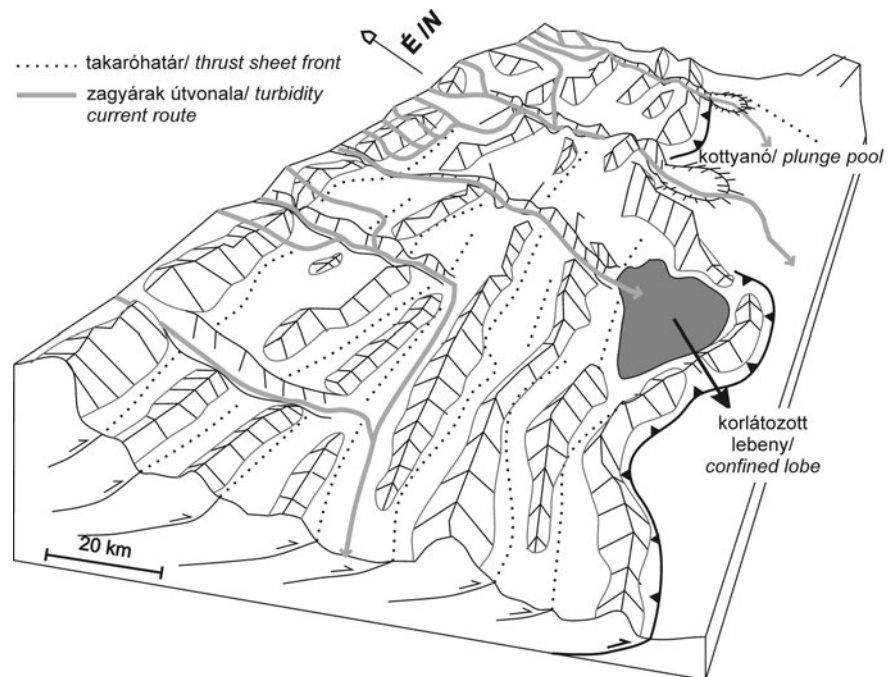 É /N
takaróhatár/ thrust sheet front
zagyárak útvonala/ turbidity
current route
kottyanó/ plunge pool
korlátozott
lebeny/
confined lobe
20 km